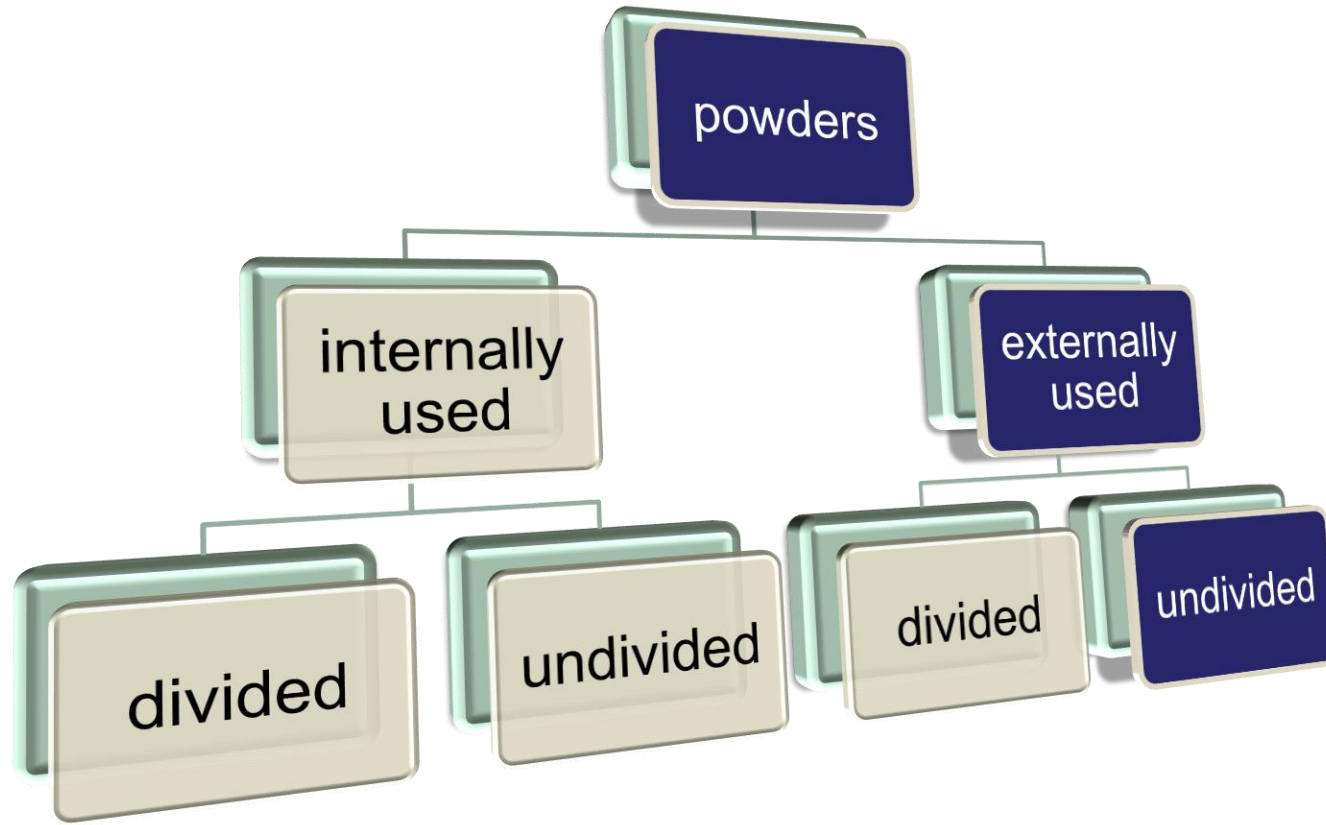 powders
internally
used
externally
used
divided
undivided
divided
undivided